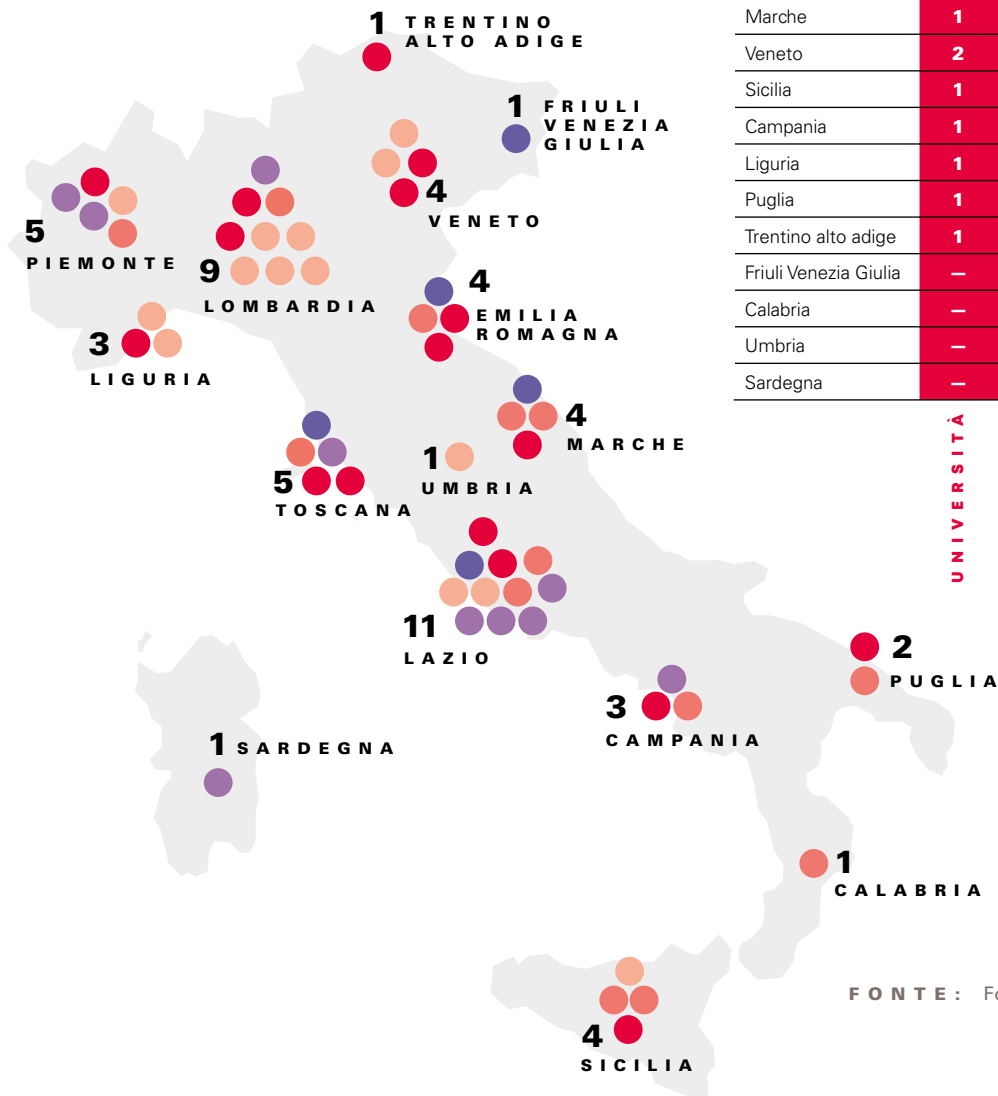 1 TRENTINO
ALTO ADIGE
1 FRIULI
VENEZIA
GIULIA
4
VENETO
5
PIEMONTE
9
LOMBARDIA
4
EMILIA
ROMAGNA
3
LIGURIA
4
MARCHE
1
UMBRIA
5
TOSCANA
11
LAZIO
2
PUGLIA
3
CAMPANIA
1 SARDEGNA
1
CALABRIA
4
SICILIA
Marche 1
Veneto 2
Sicilia 1
Campania 1
Liguria 1
Puglia 1
Trentino alto adige 1
Friuli Venezia Giulia –
Calabria –
Umbria –
Sardegna –
UNIVERSITÀ
FONTE: Fo